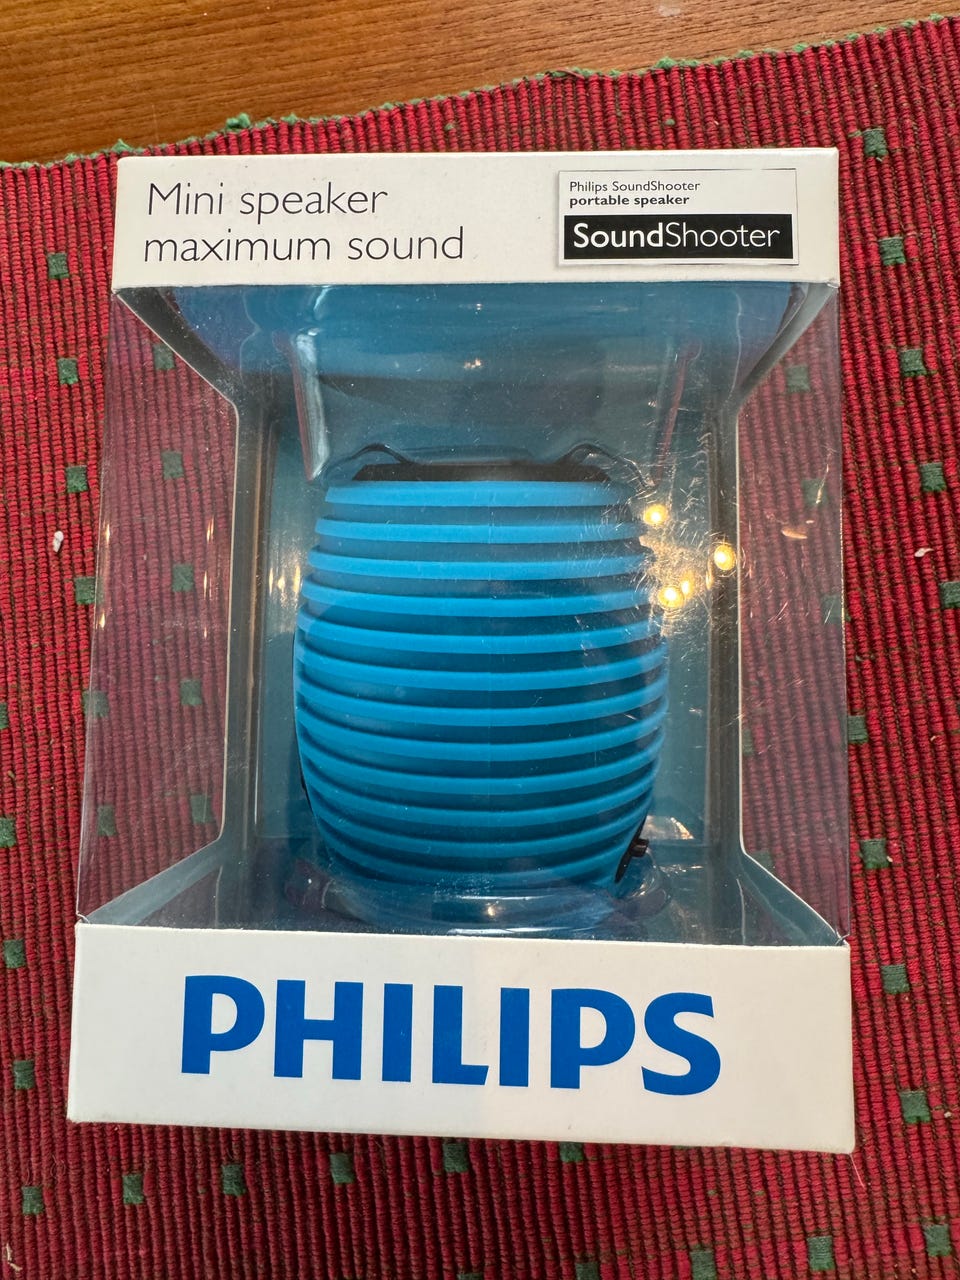 Mini speaker
maximum sound
Philips SoundShooter
portable speaker
SoundShooter
PHILIPS